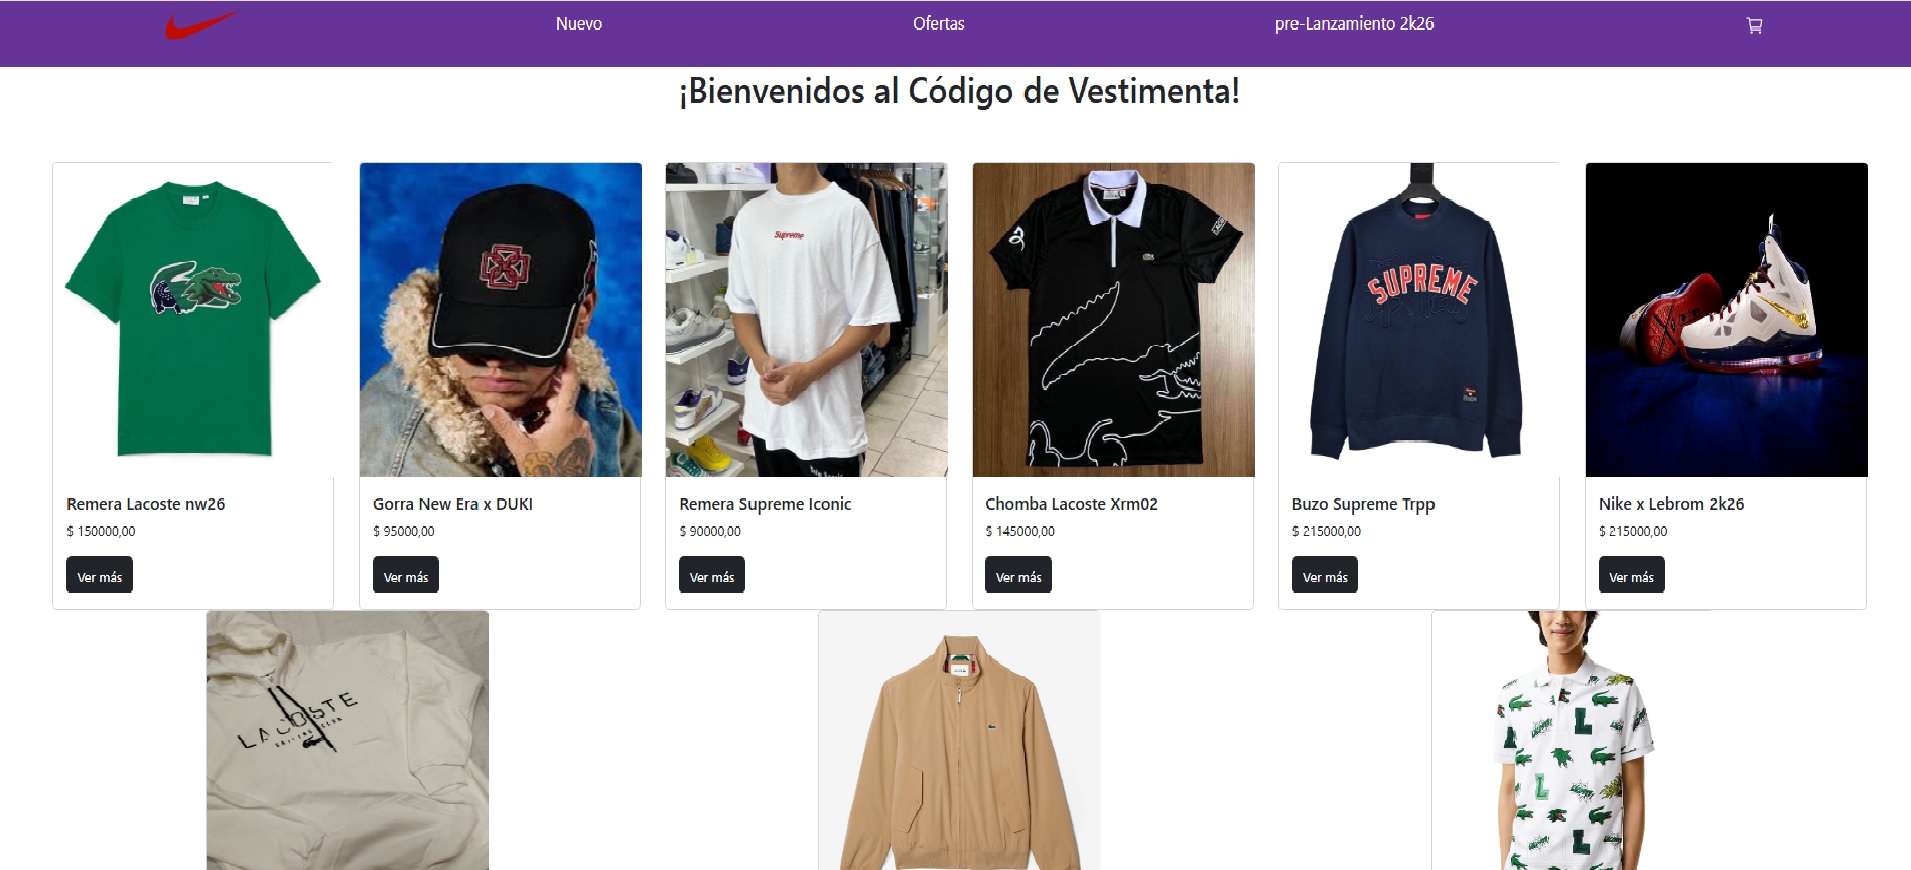 Nuevo
Ofertas
pre-Lanzamiento 2k26
¡Bienvenidos al Código de Vestimenta!
Supreme
SUPREME
Remera Lacoste nw26
$ 150000,00
Ver más
Gorra New Era x DUKI
$ 95000,00
Ver más
Remera Supreme Iconic
$ 90000,00
Ver más
Chomba Lacoste Xrm02
$ 145000,00
Ver más
Buzo Supreme Trpp
$ 215000,00
Ver más
Nike x Lebrom 2k26
$ 215000,00
Ver más
LACOSTE
L
L
L